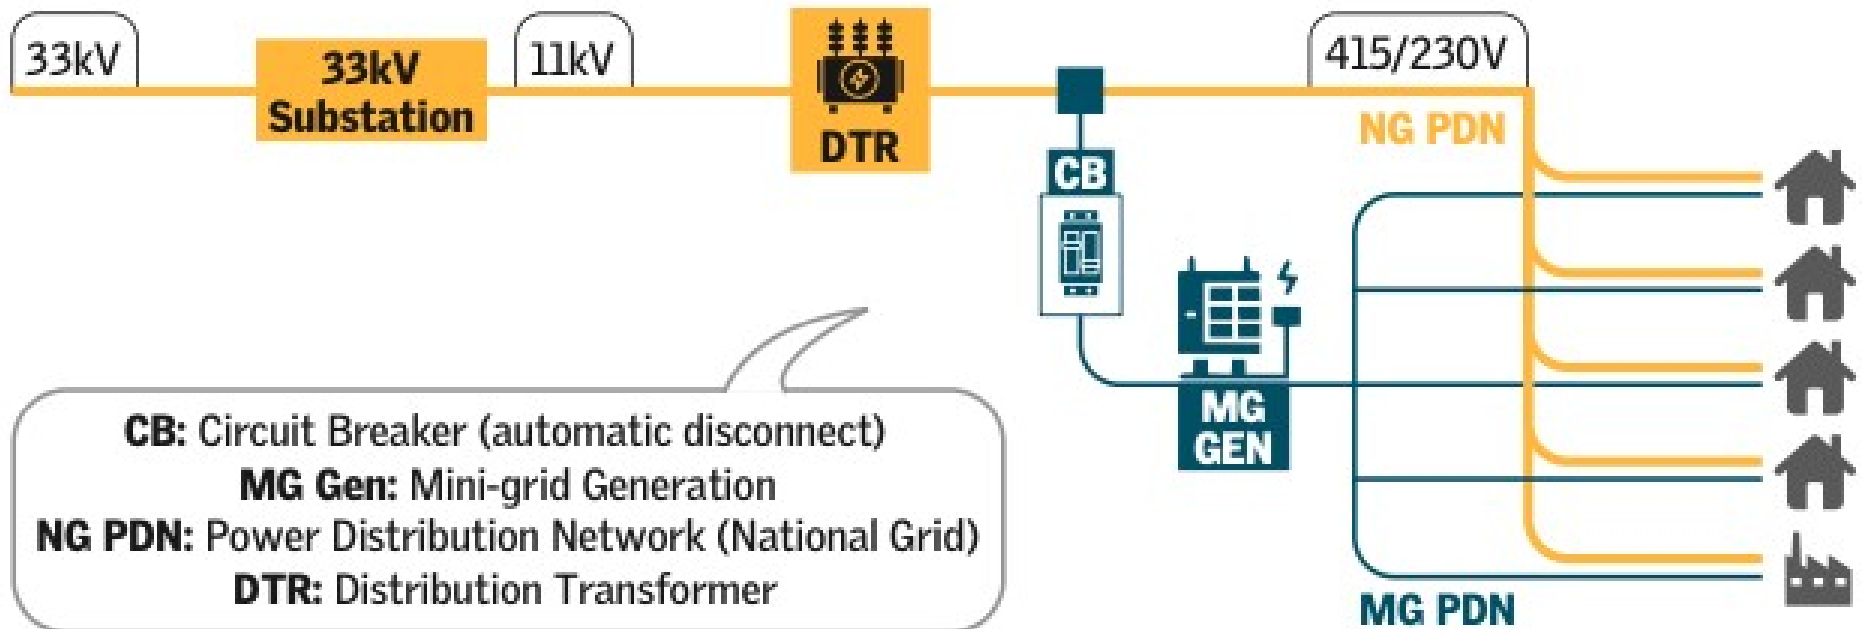 33kV
33kV
Substation
11kV
DTR
415/230V
NG PDN
CB
MG
GEN
MG PDN
CB: Circuit Breaker (automatic disconnect)
MG Gen: Mini-grid Generation
NG PDN: Power Distribution Network (National Grid)
DTR: Distribution Transformer